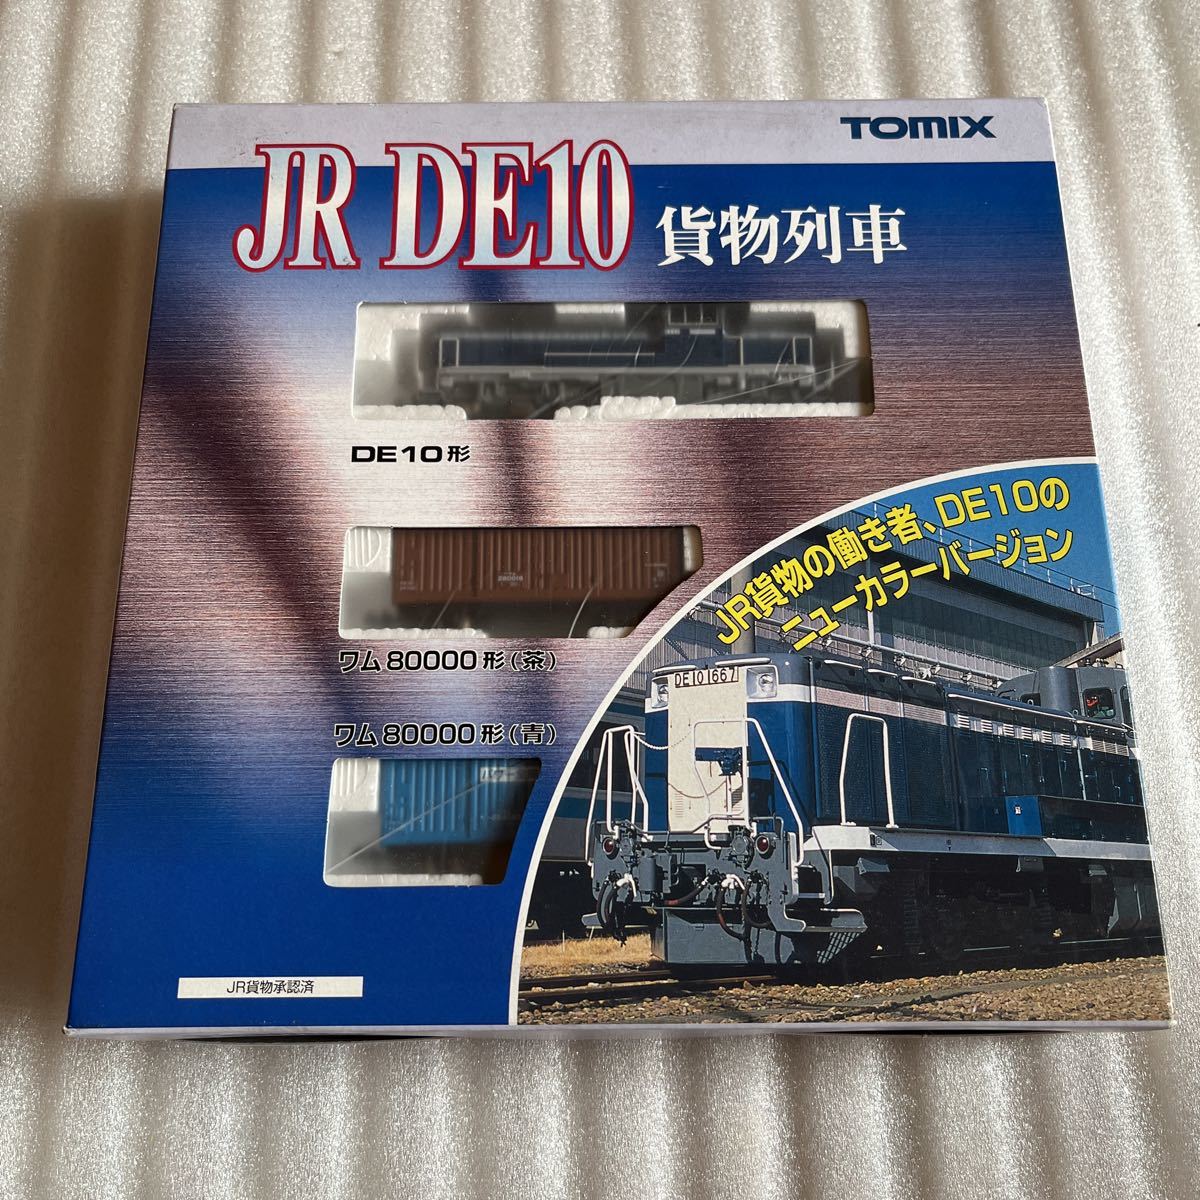 TOMIX
JR DE10 貨物列車
DE10形
JR貨物の働き者、DE10の
ニューカラーバージョン
280016
ワム80000形(茶)
DE10 1667
ワム80000形(青)
JR貨物承認済